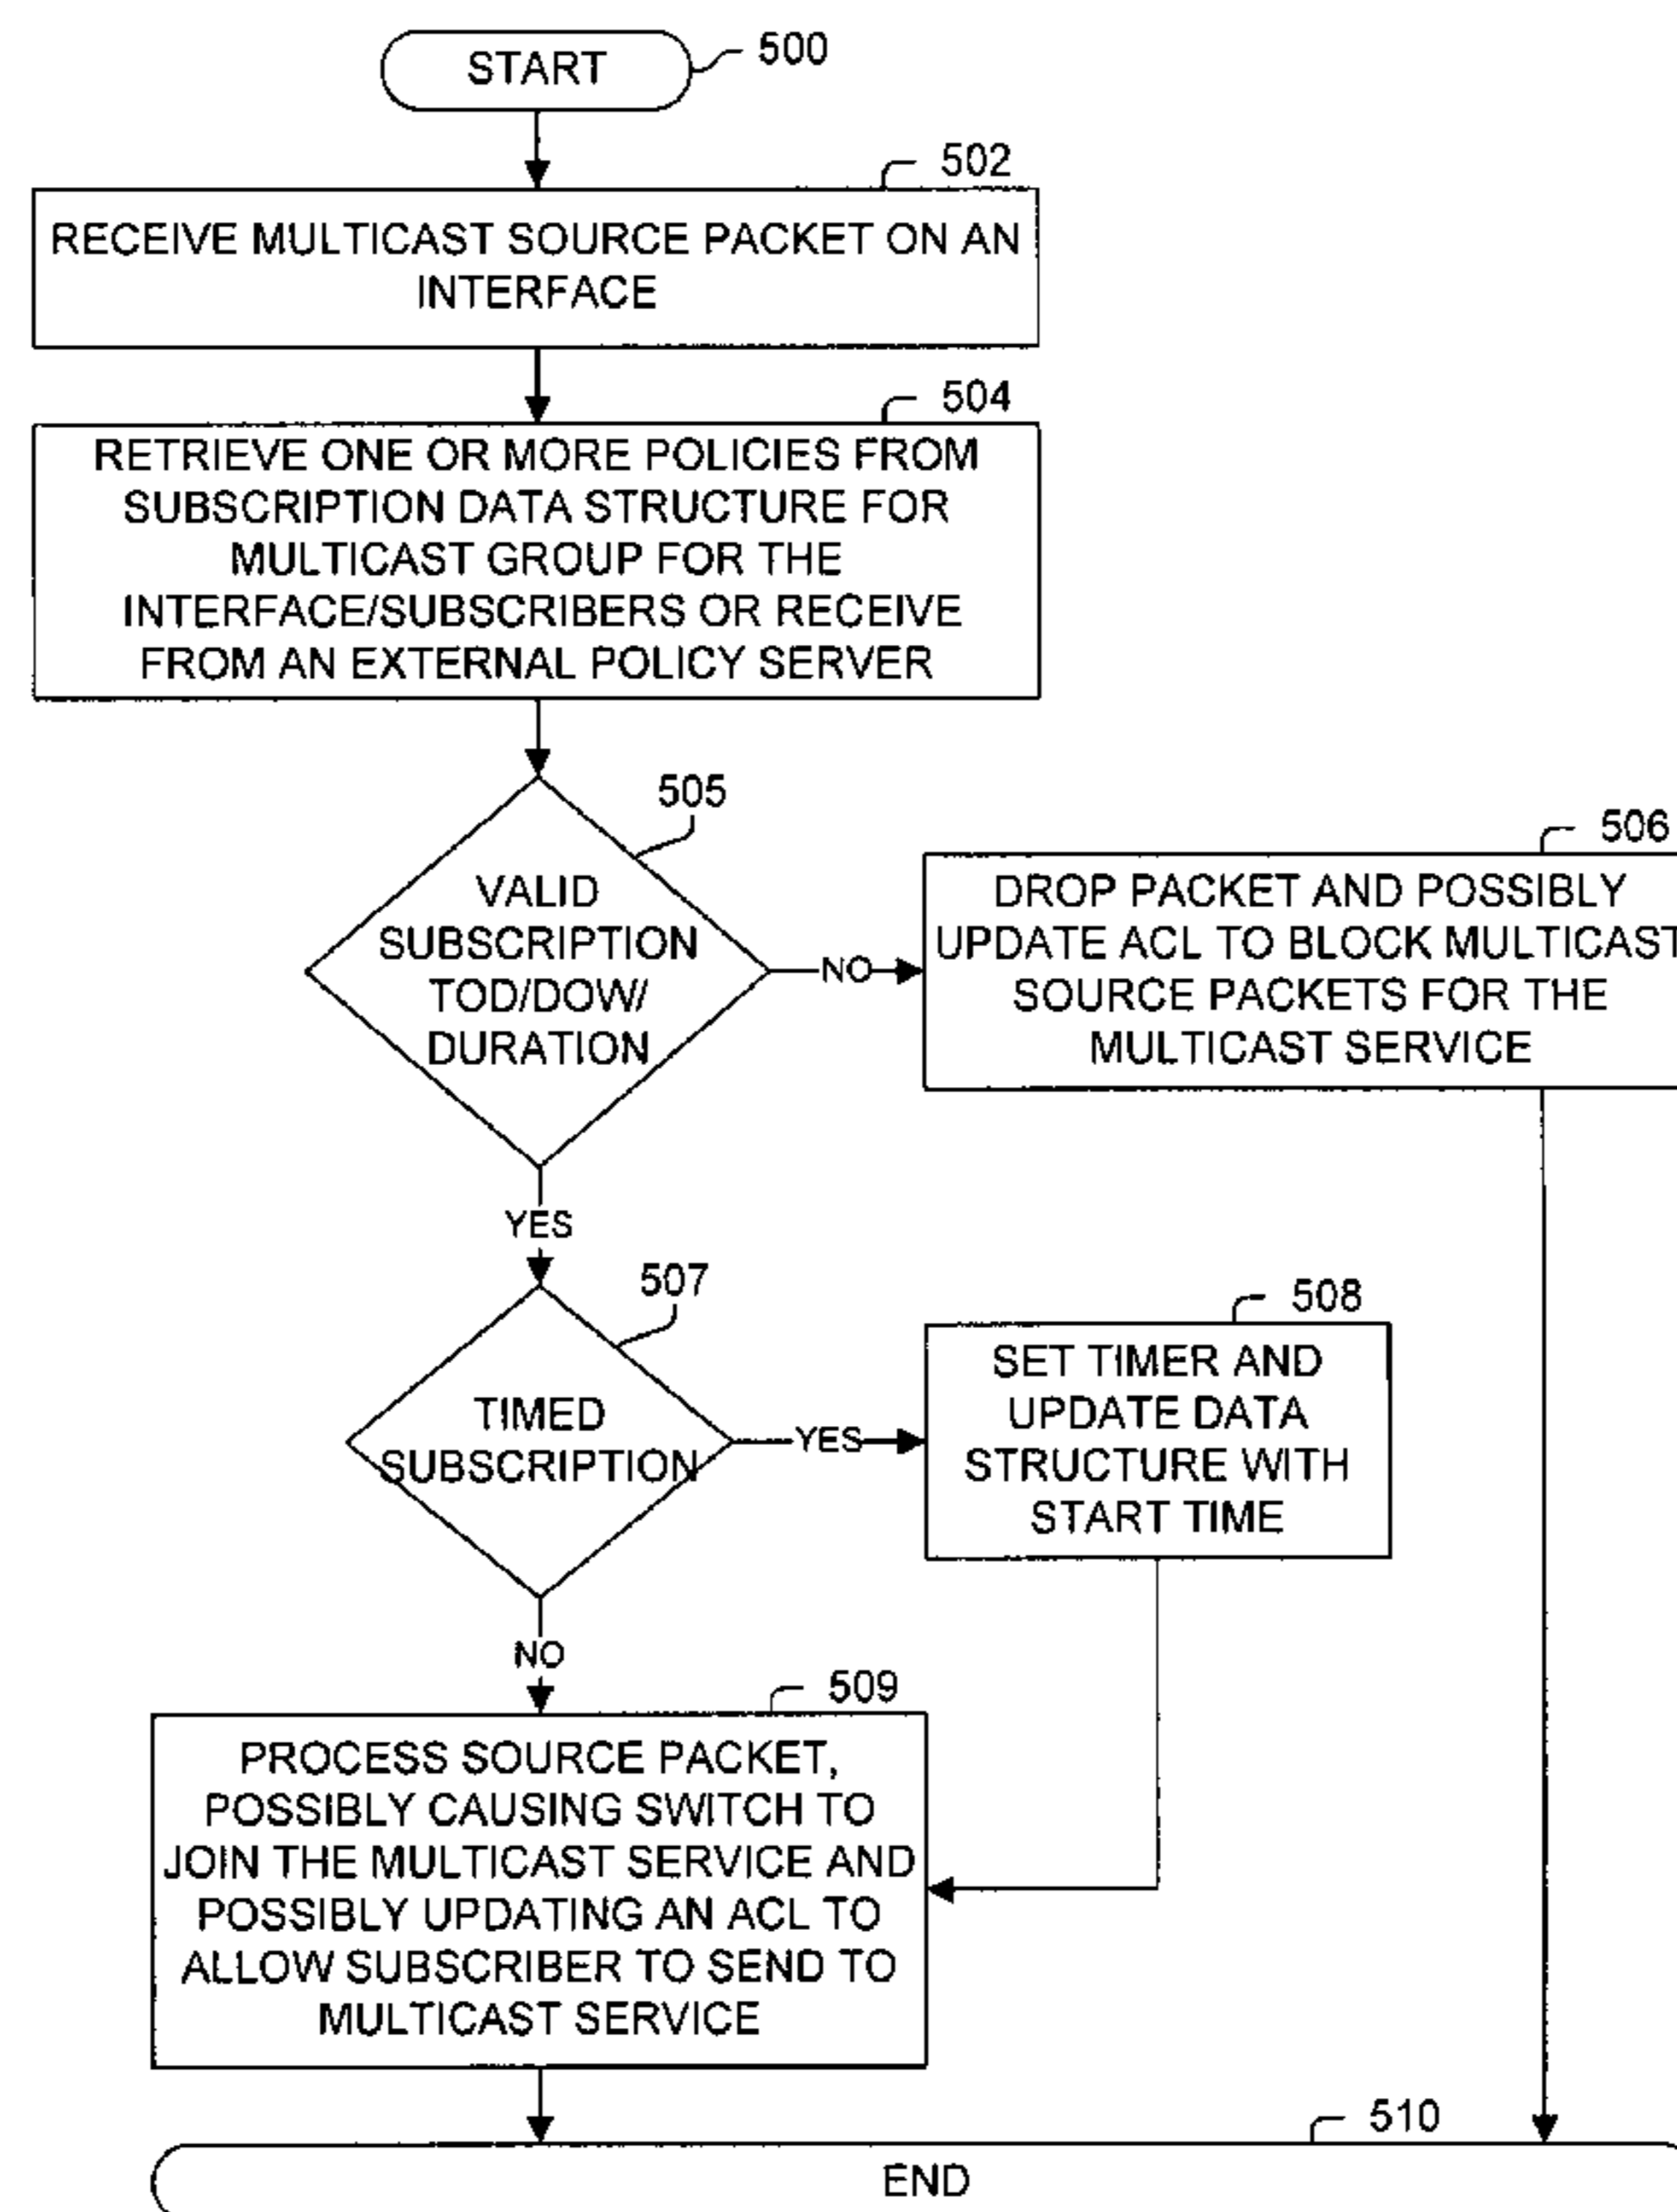 START
500
502
RECEIVE MULTICAST SOURCE PACKET ON AN
INTERFACE
504
RETRIEVE ONE OR MORE POLICIES FROM
SUBSCRIPTION DATA STRUCTURE FOR
MULTICAST GROUP FOR THE
INTERFACE/SUBSCRIBERS OR RECEIVE
FROM AN EXTERNAL POLICY SERVER
505
VALID
SUBSCRIPTION
TOD/DOW/
DURATION
NO
506
DROP PACKET AND POSSIBLY
UPDATE ACL TO BLOCK MULTICAST
SOURCE PACKETS FOR THE
MULTICAST SERVICE
YES
507
TIMED
SUBSCRIPTION
YES
508
SET TIMER AND
UPDATE DATA
STRUCTURE WITH
START TIME
NO
509
PROCESS SOURCE PACKET,
POSSIBLY CAUSING SWITCH TO
JOIN THE MULTICAST SERVICE AND
POSSIBLY UPDATING AN ACL TO
ALLOW SUBSCRIBER TO SEND TO
MULTICAST SERVICE
510
END